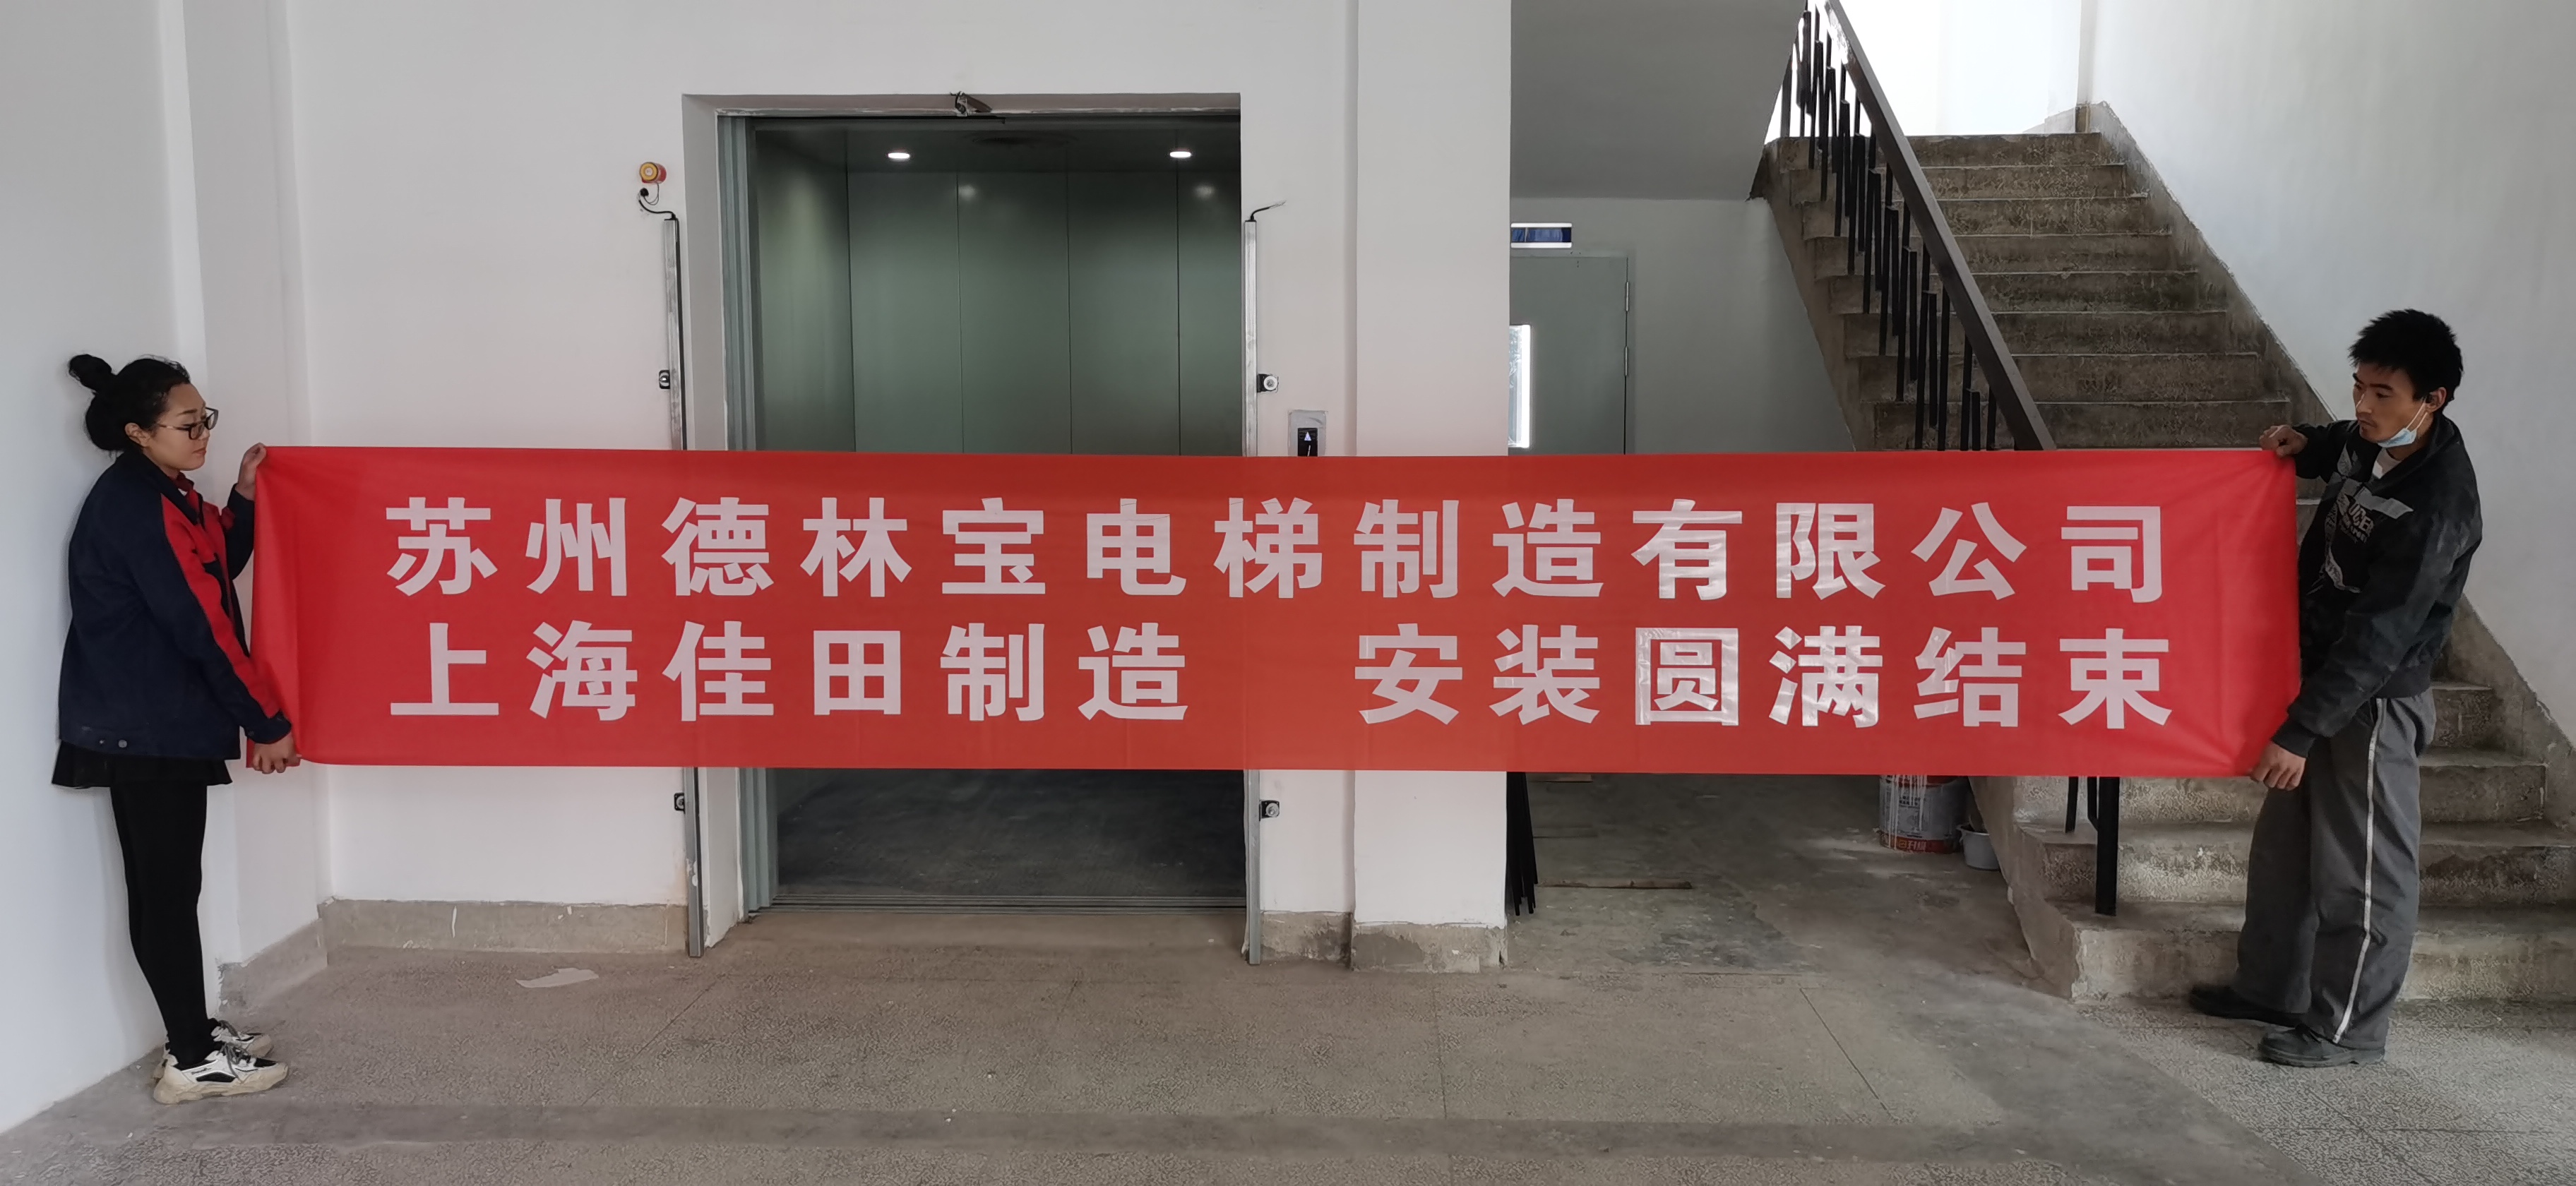 苏州德林宝电梯制造有限公司
上海佳田制造 安装圆满结束